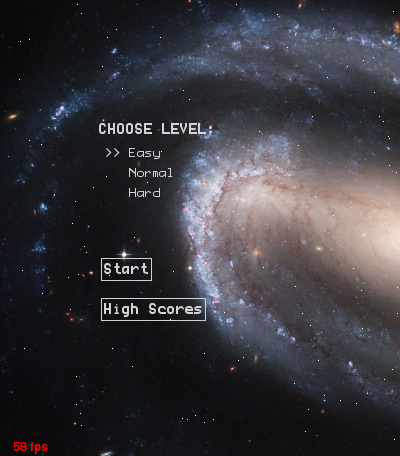 CHOOSE LEVEL:
>> Easy
Normal
Hard
Start
High Scores
58 fps